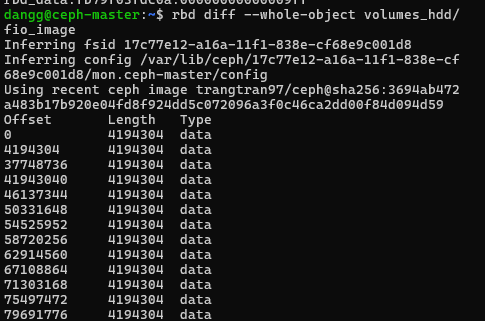 rbd_data.fb79f03fdc6a.00000000000009ff
dangg@ceph-master:~$ rbd diff --whole-object volumes_hdd/
fio_image
Inferring fsid 17c77e12-a16a-11f1-838e-cf68e9c001d8
Inferring config /var/lib/ceph/17c77e12-a16a-11f1-838e-cf
68e9c001d8/mon.ceph-master/config
Using recent ceph image trangtran97/ceph@sha256:3694ab472
a483b17b920e04fd8f924dd5c072096a3f0c46ca2dd00f84d094d59
Offset Length Type
0 4194304 data
4194304 4194304 data
37748736 4194304 data
41943040 4194304 data
46137344 4194304 data
50331648 4194304 data
54525952 4194304 data
58720256 4194304 data
62914560 4194304 data
67108864 4194304 data
71303168 4194304 data
75497472 4194304 data
79691776 4194304 data